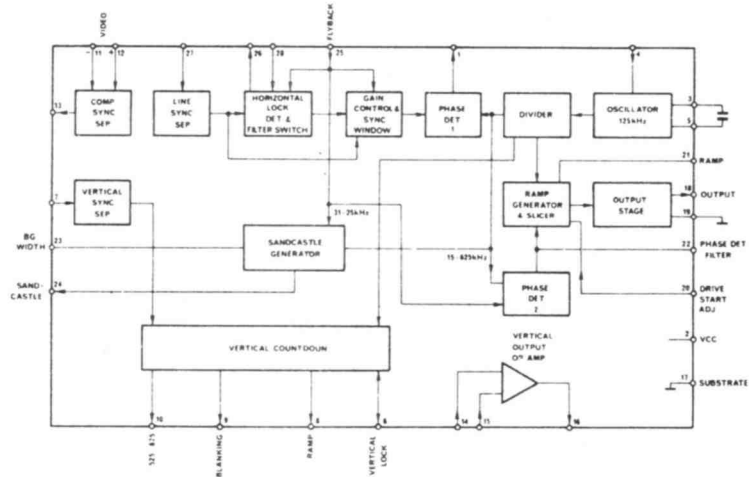 VIDEO
FLYBACK
- 11
+ 12
27
26
28
25
1
4
13
COMP
SYNC
SEP
LINE
SYNC
SEP
HORIZONTAL
LOCK
DET &
FILTER SWITCH
GAIN
CONTROL &
SYNC
WINDOW
PHASE
DET
1
DIVIDER
OSCILLATOR
125kHz
3
5
21
RAMP
7
VERTICAL
SYNC
SEP
RAMP
GENERATOR
& SLICER
OUTPUT
STAGE
18
OUTPUT
19
31-25kHz
BG
WIDTH
23
SANDCASTLE
GENERATOR
15-625kHz
22
PHASE DET
FILTER
SAND-
CASTLE
24
PHASE
DET
2
20
DRIVE
START
ADJ
VERTICAL COUNTDOUN
VERTICAL
OUTPUT
OP AMP
2
VCC
17
SUBSTRATE
10
9
8
6
14
15
16
525 625
BLANKING
RAMP
VERTICAL
LOCK